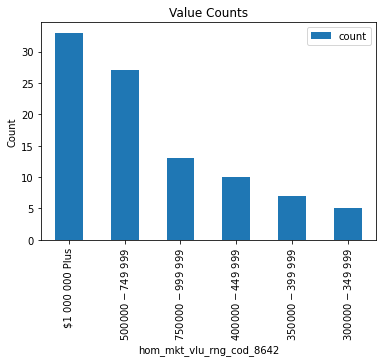 Value Counts
count
Count
30
25
20
15
10
5
0
$1 000 000 Plus
500000 − 749 999
750000 − 999 999
400000 − 449 999
350000 − 399 999
300000 − 349 999
hom_mkt_vlu_rng_cod_8642